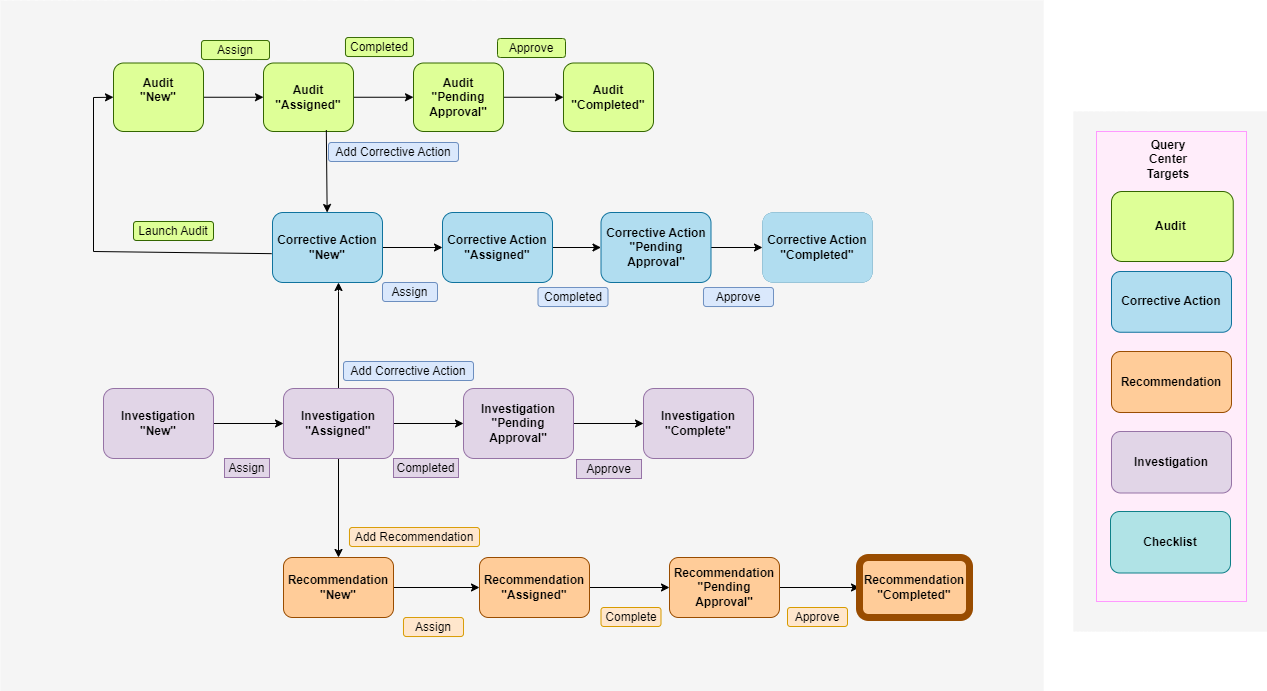 Assign
Completed
Approve
Audit
"New"
Audit
"Assigned"
Audit
"Pending
Approval"
Audit
"Completed"
Add Corrective Action
Launch Audit
Corrective Action
"New"
Corrective Action
"Assigned"
Corrective Action
"Pending
Approval"
Corrective Action
"Completed"
Assign
Completed
Approve
Add Corrective Action
Investigation
"New"
Investigation
"Assigned"
Investigation
"Pending
Approval"
Investigation
"Complete"
Assign
Completed
Approve
Add Recommendation
Recommendation
"New"
Recommendation
"Assigned"
Recommendation
"Pending
Approval"
Recommendation
"Completed"
Assign
Complete
Approve
Query
Center
Targets
Audit
Corrective Action
Recommendation
Investigation
Checklist